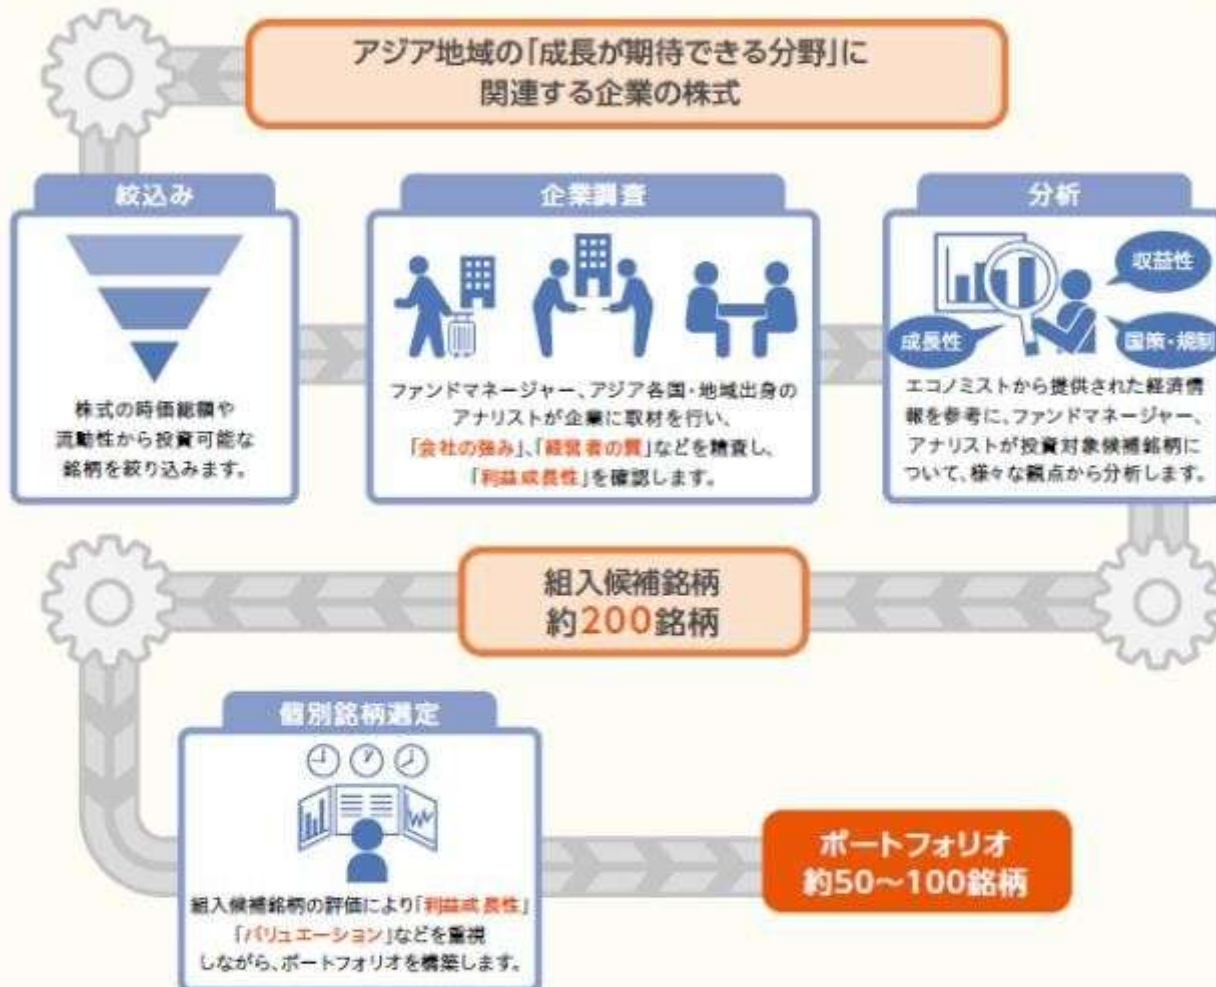 アジア地域の「成長が期待できる分野」に
関連する企業の株式
絞込み
株式の時価総額や
流動性から投資可能な
銘柄を絞り込みます。
企業調査
ファンドマネージャー、アジア各国・地域出身の
アナリストが企業に取材を行い、
「会社の強み」、「経営者の質」などを精査し、
「利益成長性」を確認します。
分析
収益性
成長性
国策・規制
エコノミストから提供された経済情
報を参考に、ファンドマネージャー、
アナリストが投資対象候補銘柄に
ついて、様々な観点から分析します。
組入候補銘柄
約200銘柄
個別銘柄選定
組入候補銘柄の評価により「利益成長性」
「バリュエーション」などを重視
しながら、ポートフォリオを構築します。
ポートフォリオ
約50～100銘柄